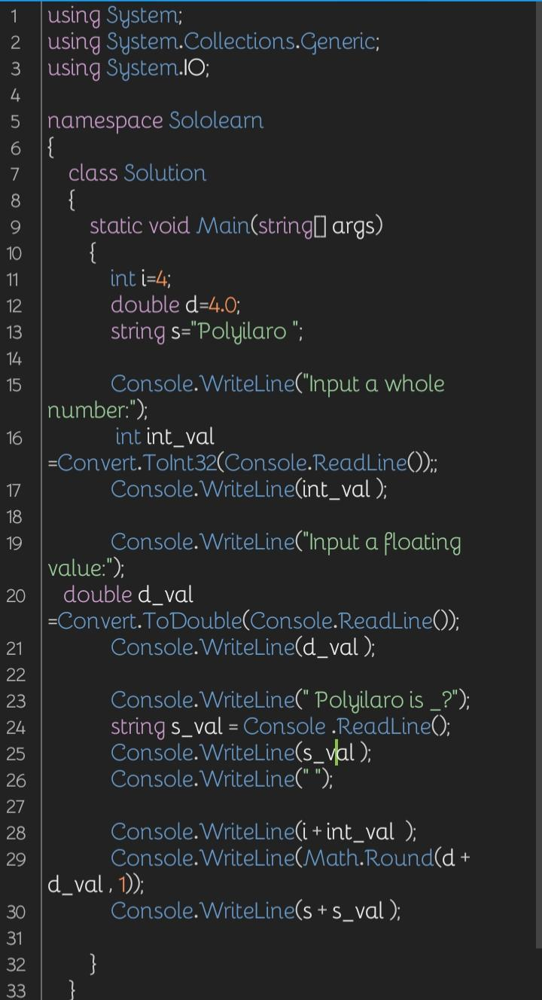 1 using System;
2 using System.Collections.Generic;
3 using System.IO;
4
5 namespace Sololearn
6 {
7 class Solution
8 {
9 static void Main(string[] args)
10 {
11 int i=4;
12 double d=4.0;
13 string s="Polyilaro ";
14
15 Console.WriteLine("Input a whole
number:");
16 int int_val
=Convert.ToInt32(Console.ReadLine());;
17 Console.WriteLine(int_val );
18
19 Console.WriteLine("Input a floating
value:");
20 double d_val
=Convert.ToDouble(Console.ReadLine());
21 Console.WriteLine(d_val );
22
23 Console.WriteLine(" Polyilaro is _?");
24 string s_val = Console .ReadLine();
25 Console.WriteLine(s_val );
26 Console.WriteLine(" ");
27
28 Console.WriteLine(i + int_val  );
29 Console.WriteLine(Math.Round(d +
d_val , 1));
30 Console.WriteLine(s + s_val );
31
32 }
33 }